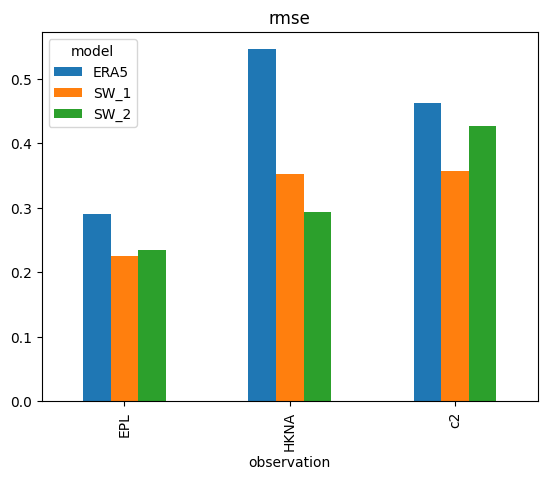 rmse
model
ERA5
SW_1
SW_2
0.5
0.4
0.3
0.2
0.1
0.0
EPL
HKNA
c2
observation